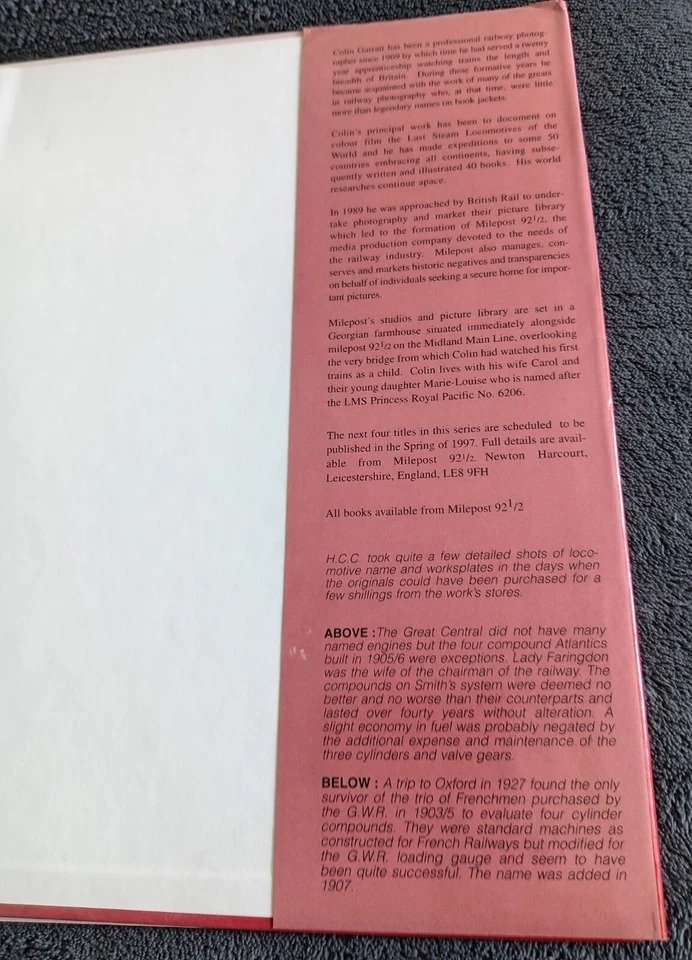 Colin Garratt has been a professional railway photog-
rapher since 1969 by which time he had served a twenty
year apprenticeship watching trains the length and
breadth of Britain. During these formative years he
became acquainted with the work of many of the greats
in railway photography who, at that time, were little
more than legendary names on book jackets.
Colin's principal work has been to document on
colour film the Last Steam Locomotives of the
World and he has made expeditions to some 50
countries embracing all continents, having subse-
quently written and illustrated 40 books. His world
researches continue apace.
In 1989 he was approached by British Rail to under-
take photography and market their picture library
which led to the formation of Milepost 92½, the
media production company devoted to the needs of
the railway industry. Milepost also manages, con-
serves and markets historic negatives and transparencies
on behalf of individuals seeking a secure home for impor-
tant pictures.
Milepost's studios and picture library are set in a
Georgian farmhouse situated immediately alongside
milepost 92½ on the Midland Main Line, overlooking
the very bridge from which Colin had watched his first
trains as a child. Colin lives with his wife Carol and
their young daughter Marie-Louise who is named after
the LMS Princess Royal Pacific No. 6206.
The next four titles in this series are scheduled to be
published in the Spring of 1997. Full details are avail-
able from Milepost 92½, Newton Harcourt,
Leicestershire, England, LE8 9FH
All books available from Milepost 92½
H.C.C. took quite a few detailed shots of loco-
motive name and worksplates in the days when
the originals could have been purchased for a
few shillings from the work's stores.
ABOVE : The Great Central did not have many
named engines but the four compound Atlantics
built in 1905/6 were exceptions. Lady Faringdon
was the wife of the chairman of the railway. The
compounds on Smith's system were deemed no
better and no worse than their counterparts and
lasted over fourty years without alteration. A
slight economy in fuel was probably negated by
the additional expense and maintenance of the
three cylinders and valve gears.
BELOW : A trip to Oxford in 1927 found the only
survivor of the trio of Frenchmen purchased by
the G.W.R. in 1903/5 to evaluate four cylinder
compounds. They were standard machines as
constructed for French Railways but modified for
the G.W.R. loading gauge and seem to have
been quite successful. The name was added in
1907.